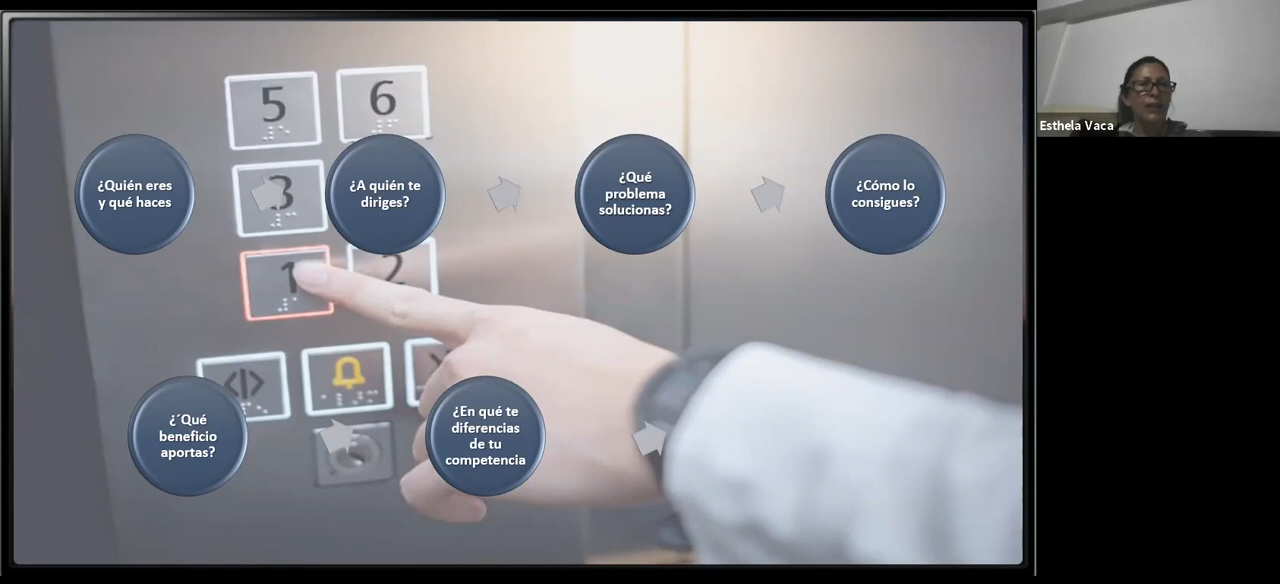 5
6
¿Quién eres
y qué haces
3
¿A quién te
diriges?
¿Qué
problema
solucionas?
¿Cómo lo
consigues?
1
2
¿´Qué
beneficio
aportas?
¿En qué te
diferencias
de tu
competencia
Esthela Vaca